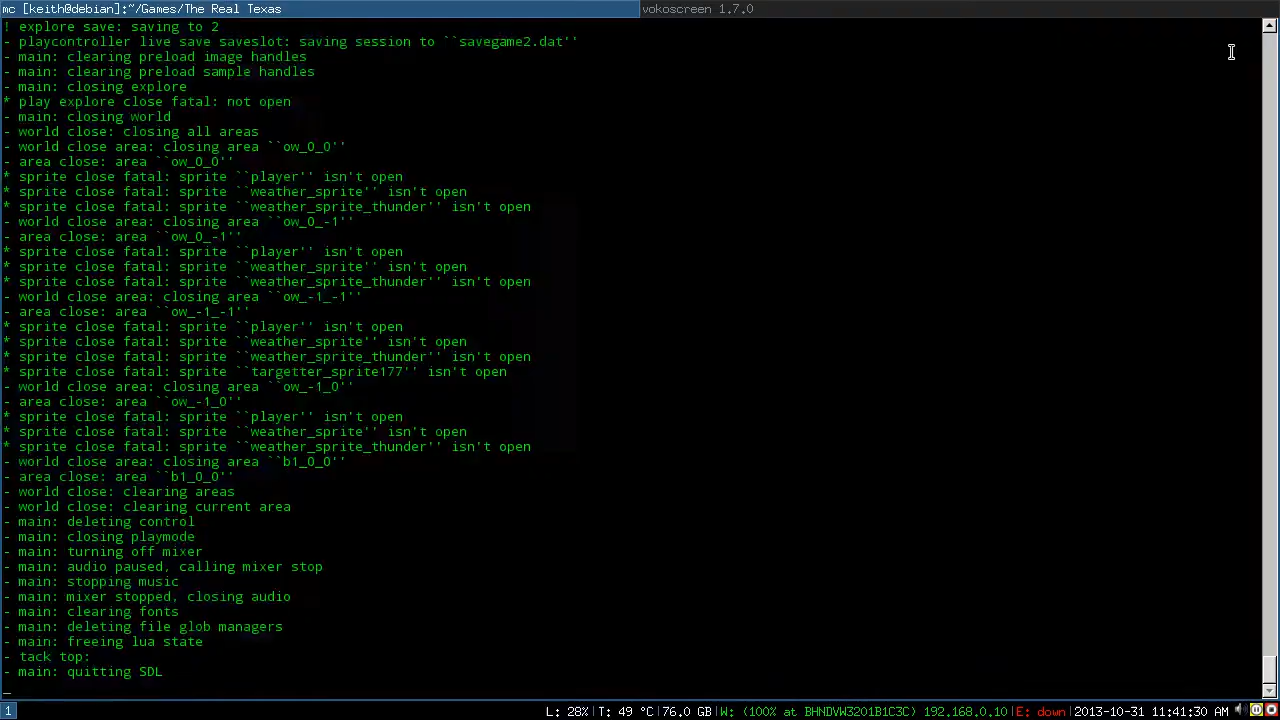 mc [keith@debian]:~/Games/The Real Texas
vokoscreen 1.7.0
! explore save: saving to 2
- playcontroller live save saveslot: saving session to ``savegame2.dat''
- main: clearing preload image handles
- main: clearing preload sample handles
- main: closing explore
* play explore close fatal: not open
- main: closing world
- world close: closing all areas
- world close area: closing area ``ow_0_0''
- area close: area ``ow_0_0''
* sprite close fatal: sprite ``player'' isn't open
* sprite close fatal: sprite ``weather_sprite'' isn't open
* sprite close fatal: sprite ``weather_sprite_thunder'' isn't open
- world close area: closing area ``ow_0_-1''
- area close: area ``ow_0_-1''
* sprite close fatal: sprite ``player'' isn't open
* sprite close fatal: sprite ``weather_sprite'' isn't open
* sprite close fatal: sprite ``weather_sprite_thunder'' isn't open
- world close area: closing area ``ow_-1_-1''
- area close: area ``ow_-1_-1''
* sprite close fatal: sprite ``player'' isn't open
* sprite close fatal: sprite ``weather_sprite'' isn't open
* sprite close fatal: sprite ``weather_sprite_thunder'' isn't open
* sprite close fatal: sprite ``targetter_sprite177'' isn't open
- world close area: closing area ``ow_-1_0''
- area close: area ``ow_-1_0''
* sprite close fatal: sprite ``player'' isn't open
* sprite close fatal: sprite ``weather_sprite'' isn't open
* sprite close fatal: sprite ``weather_sprite_thunder'' isn't open
- world close area: closing area ``b1_0_0''
- area close: area ``b1_0_0''
- world close: clearing areas
- world close: clearing current area
- main: deleting control
- main: closing playmode
- main: turning off mixer
- main: audio paused, calling mixer stop
- main: stopping music
- main: mixer stopped, closing audio
- main: clearing fonts
- main: deleting file glob managers
- main: freeing lua state
- tack top:
- main: quitting SDL
1
L: 28%|T: 49 °C|76.0 GB|W: (100% at BHNDVW3201B1C3C) 192.168.0.10|E: down|2013-10-31 11:41:30 AM